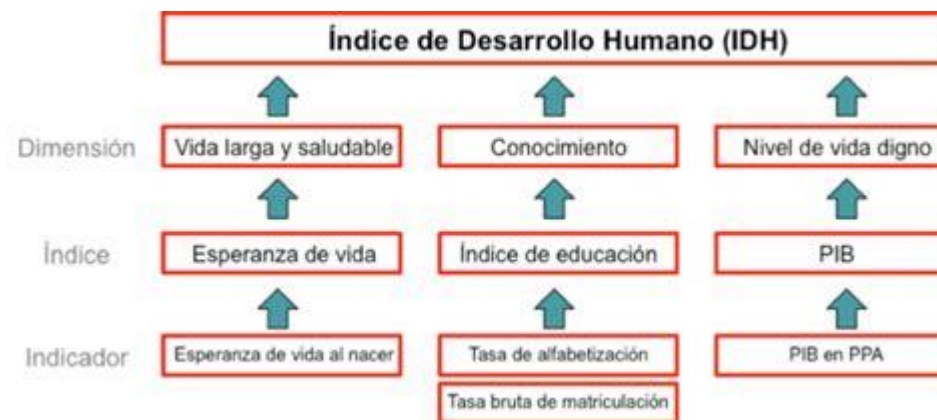 Índice de Desarrollo Humano (IDH)
Dimensión
Vida larga y saludable
Conocimiento
Nivel de vida digno
Índice
Esperanza de vida
Índice de educación
PIB
Indicador
Esperanza de vida al nacer
Tasa de alfabetización
PIB en PPA
Tasa bruta de matriculación